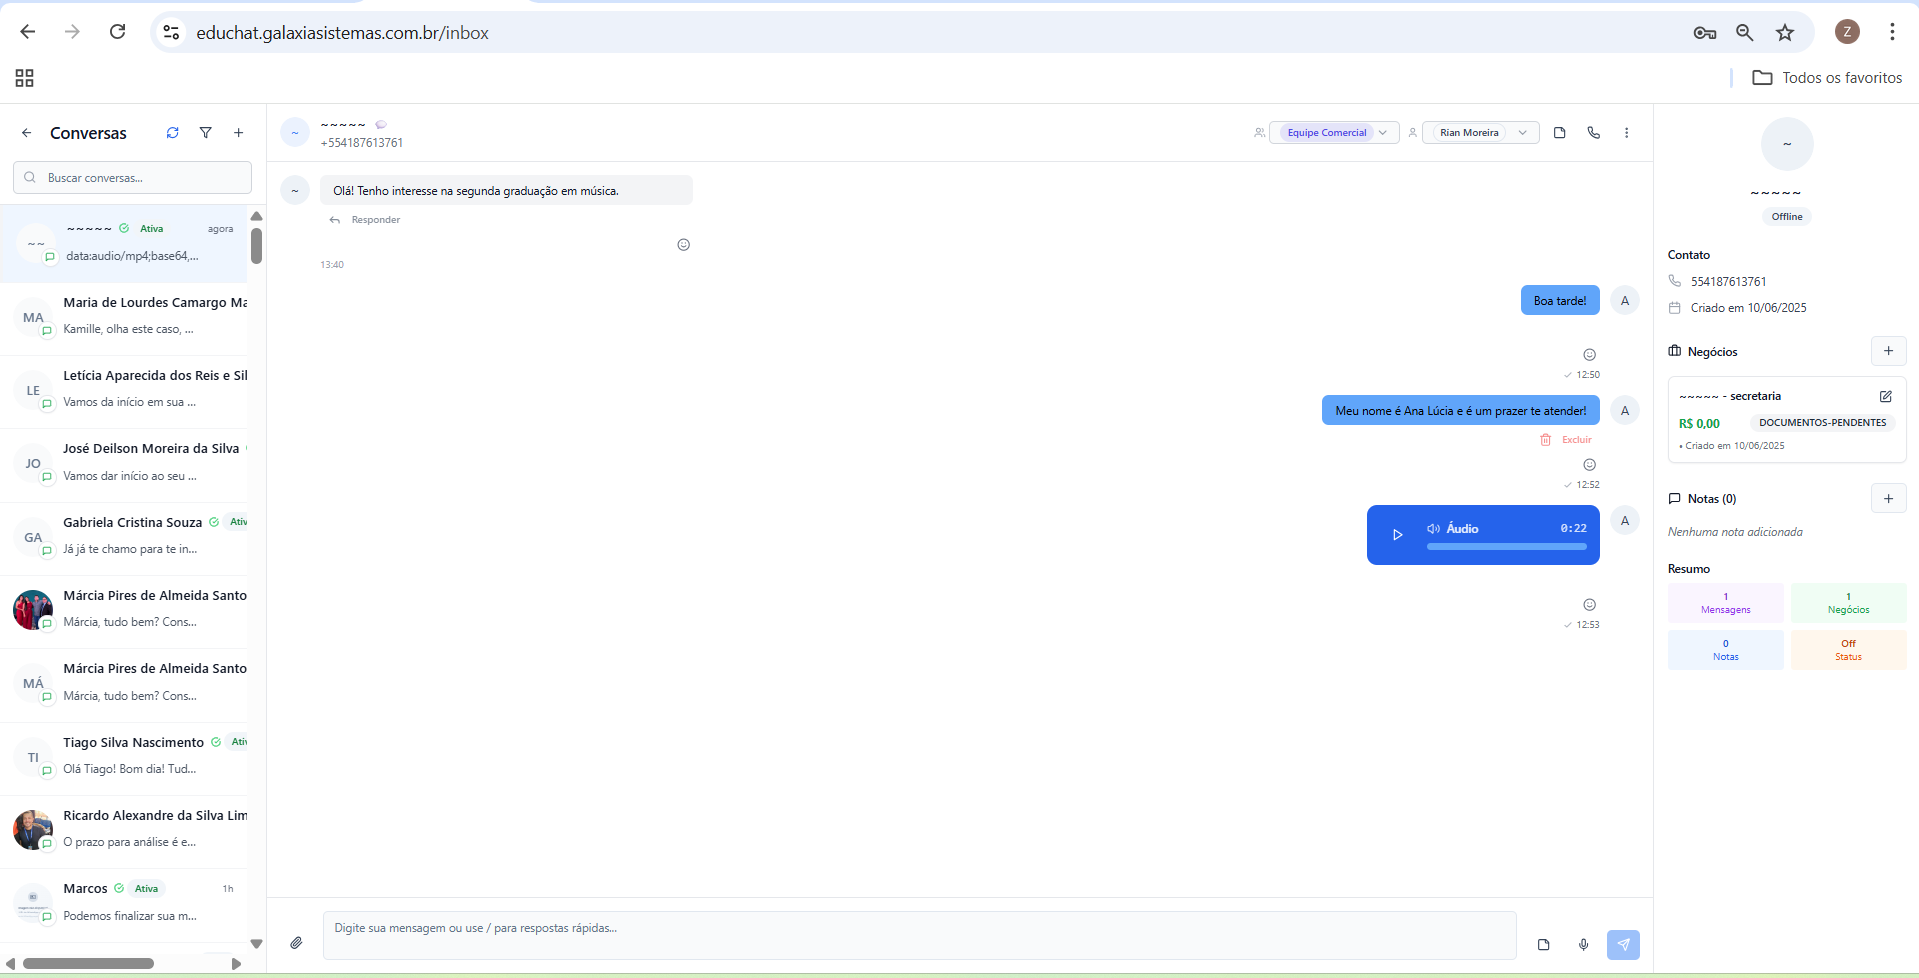 educhat.galaxiasistemas.com.br/inbox
Z
Todos os favoritos
Conversas
Buscar conversas...
~ ~
~ ~ ~ ~ ~
Ativa
agora
data:audio/mp4;base64,...
MA
Maria de Lourdes Camargo Ma
Kamille, olha este caso, ...
LE
Letícia Aparecida dos Reis e Sil
Vamos da início em sua ...
JO
José Deilson Moreira da Silva
Vamos dar início ao seu ...
GA
Gabriela Cristina Souza
Ativ
Já já te chamo para te in...
Márcia Pires de Almeida Santo
Márcia, tudo bem? Cons...
MÁ
Márcia Pires de Almeida Santo
Márcia, tudo bem? Cons...
TI
Tiago Silva Nascimento
Ativ
Olá Tiago! Bom dia! Tud...
Ricardo Alexandre da Silva Lim
O prazo para análise é e...
Marcos
Ativa
1h
Podemos finalizar sua m...
~
~ ~ ~ ~ ~
+554187613761
Equipe Comercial
Rian Moreira
~
Olá! Tenho interesse na segunda graduação em música.
Responder
13:40
Boa tarde!
A
12:50
Meu nome é Ana Lúcia e é um prazer te atender!
A
Excluir
12:52
Áudio
0:22
A
12:53
Digite sua mensagem ou use / para respostas rápidas...
~
~ ~ ~ ~ ~
Offline
Contato
554187613761
Criado em 10/06/2025
Negócios
~ ~ ~ ~ ~ - secretaria
R$ 0,00
DOCUMENTOS-PENDENTES
• Criado em 10/06/2025
Notas (0)
Nenhuma nota adicionada
Resumo
1
Mensagens
1
Negócios
0
Notas
Off
Status